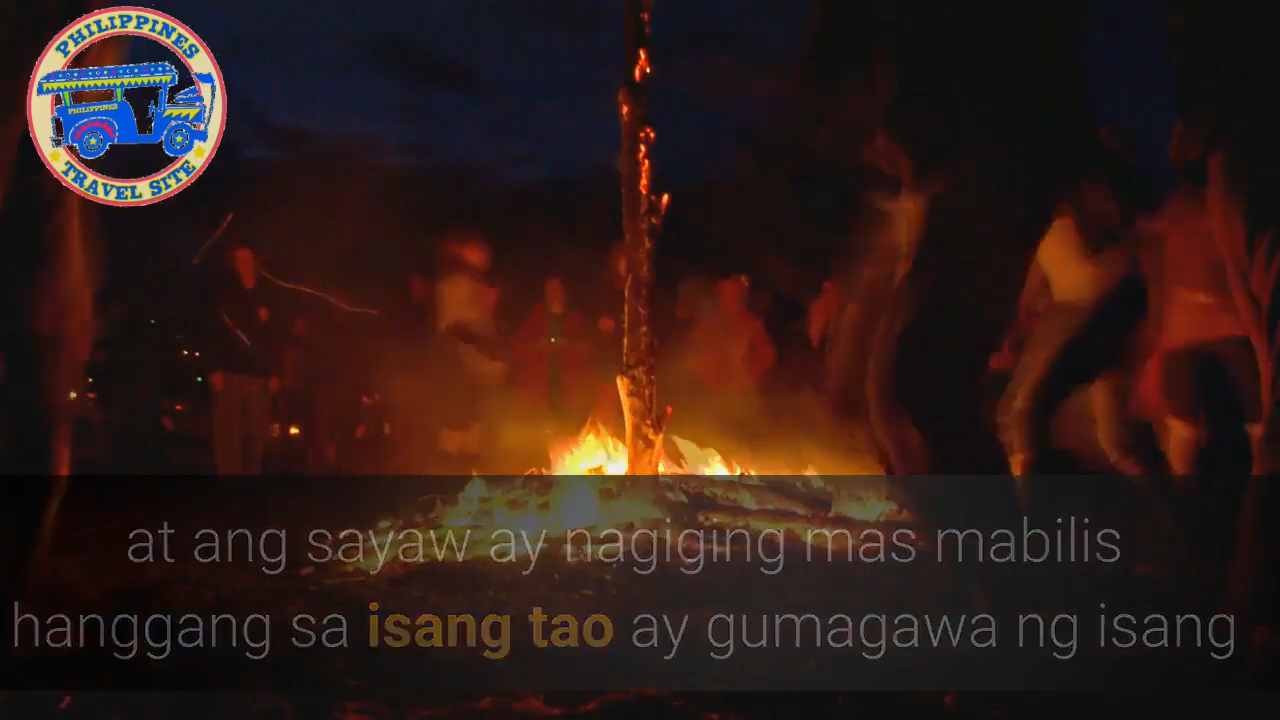 PHILIPPINES
PHILIPPINES
TRAVEL SITE
at ang sayaw ay nagiging mas mabilis
hanggang sa isang tao ay gumagawa ng isang